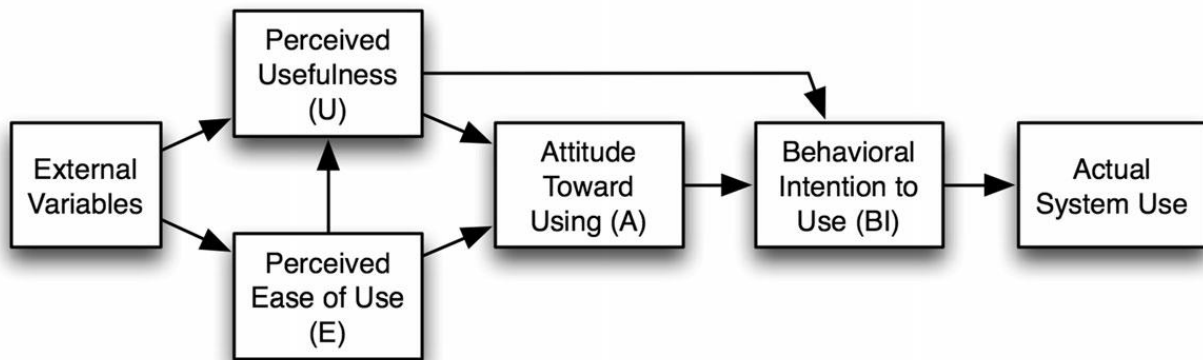 Perceived
Usefulness
(U)
External
Variables
Perceived
Ease of Use
(E)
Attitude
Toward
Using (A)
Behavioral
Intention to
Use (BI)
Actual
System Use